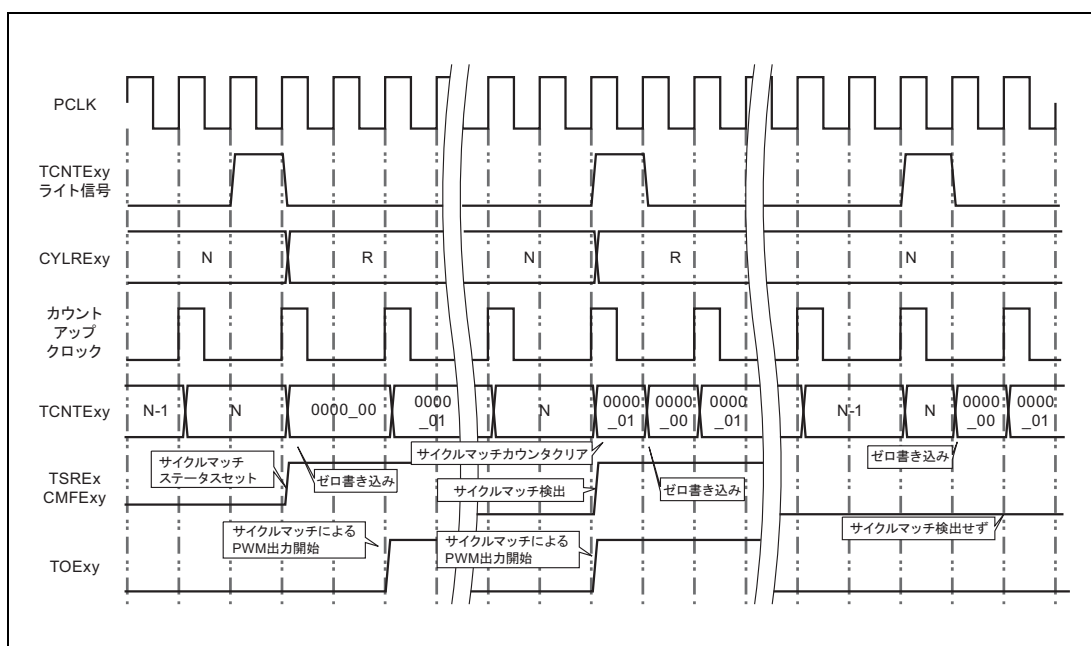 PCLK
TCNTExy
ライト信号
CYLRExy
N
R
N
R
N
カウント
アップ
クロック
TCNTExy
N-1
N
0000_00
0000
_01
N
0000
_01
0000
_00
0000
_01
N-1
N
0000
_00
0000
_01
サイクルマッチ
ステータスセット
ゼロ書き込み
サイクルマッチカウンタクリア
サイクルマッチ検出
ゼロ書き込み
ゼロ書き込み
サイクルマッチ検出せず
TSREx
CMFExy
サイクルマッチによる
PWM出力開始
サイクルマッチによる
PWM出力開始
TOExy